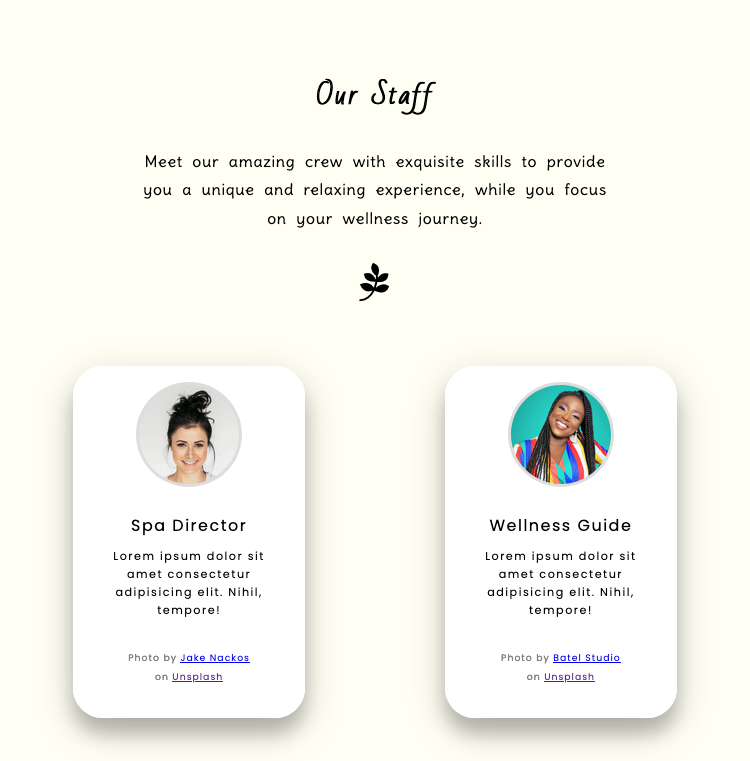 Our Staff
Meet our amazing crew with exquisite skills to provide
you a unique and relaxing experience, while you focus
on your wellness journey.
Spa Director
Lorem ipsum dolor sit
amet consectetur
adipisicing elit. Nihil,
tempore!
Photo by Jake Nackos
on Unsplash
Wellness Guide
Lorem ipsum dolor sit
amet consectetur
adipisicing elit. Nihil,
tempore!
Photo by Batel Studio
on Unsplash